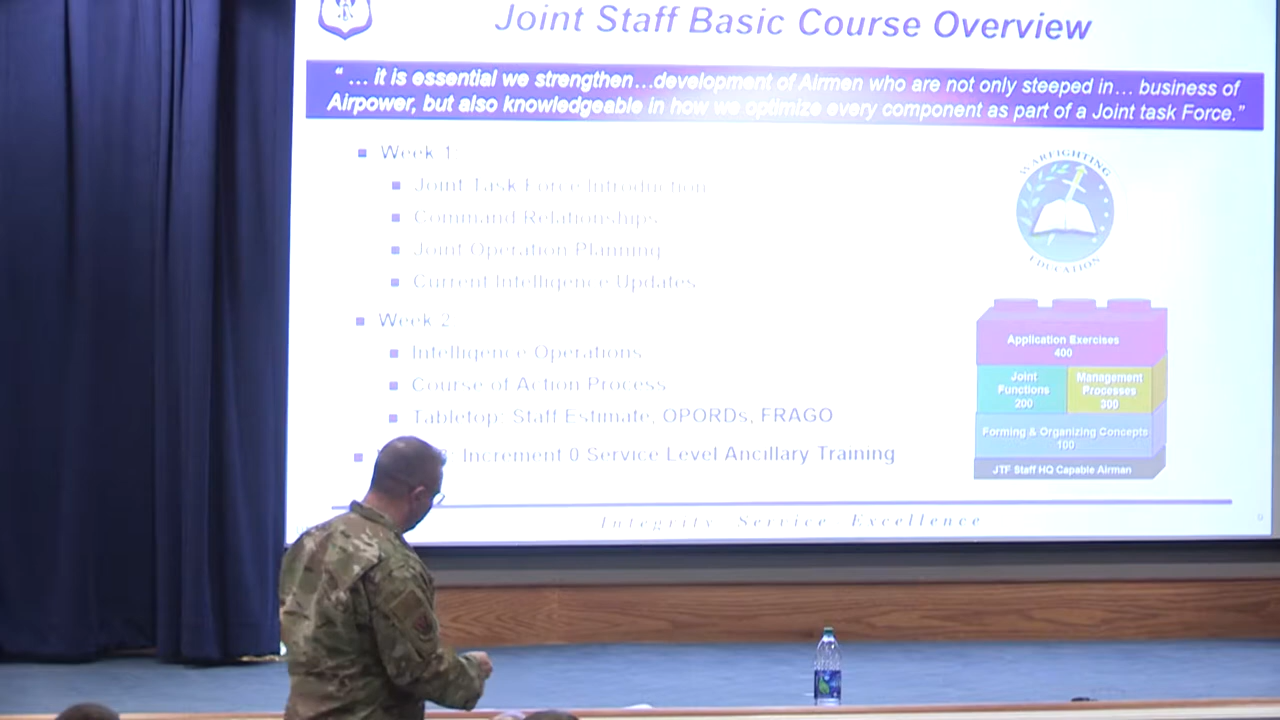 Joint Staff Basic Course Overview
“ ... it is essential we strengthen...development of Airmen who are not only steeped in... business of
Airpower, but also knowledgeable in how we optimize every component as part of a Joint task Force.”
Week 1
Joint Task Force Introduction
Command Relationships
Joint Operation Planning
Current Intelligence Updates
Week 2
Intelligence Operations
Course of Action Process
Tabletop: Staff Estimate, OPORDs, FRAGO
: Increment 0 Service Level Ancillary Training
WARFIGHTING
EDUCATION
Application Exercises
400
Joint
Functions
200
Management
Processes
300
Forming & Organizing Concepts
100
JTF Staff HQ Capable Airman
Integrity Service Excellence